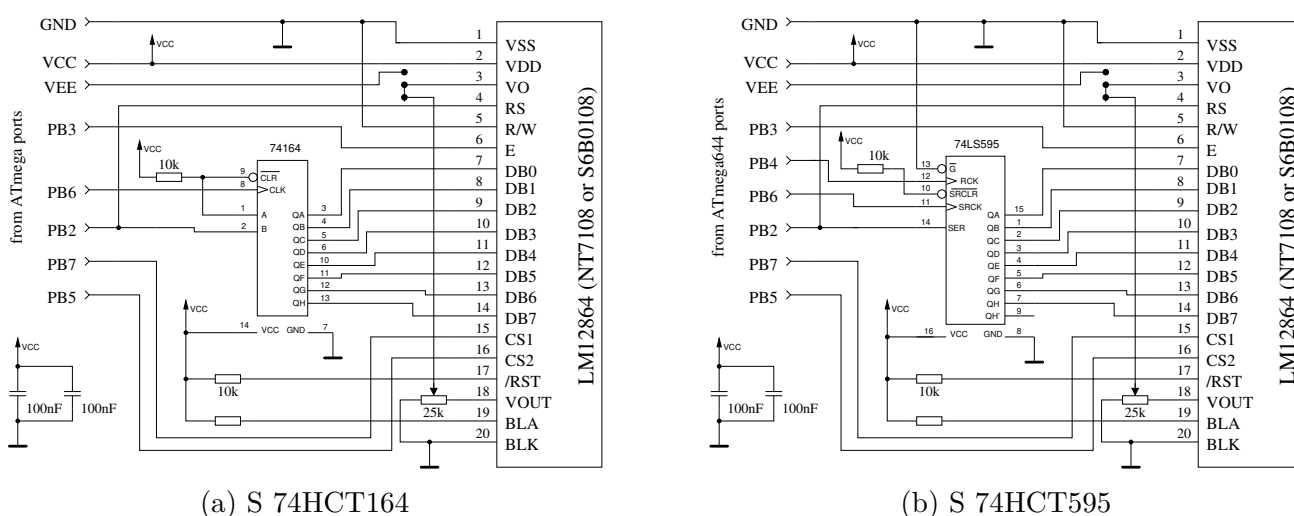 GND
VCC
VCC
VEE
PB3
PB6
PB2
PB7
PB5
from ATmega ports
VCC
10k
74164
9
CLR
8
CLK
1
A
2
B
QA
3
QB
4
QC
5
QD
6
QE
10
QF
11
QG
12
QH
13
14
VCC
GND
7
VCC
10k
VCC
100nF
100nF
25k
1
VSS
2
VDD
3
VO
4
RS
5
R/W
6
E
7
DB0
8
DB1
9
DB2
10
DB3
11
DB4
12
DB5
13
DB6
14
DB7
15
CS1
16
CS2
17
/RST
18
VOUT
19
BLA
20
BLK
LM12864 (NT7108 or S6B0108)
(a) S 74HCT164
GND
VCC
VCC
VEE
PB3
PB4
PB6
PB2
PB7
PB5
from ATmega644 ports
VCC
10k
74LS595
13
G
12
RCK
10
SRCLR
11
SRCK
14
SER
QA
15
QB
1
QC
2
QD
3
QE
4
QF
5
QG
6
QH
7
QH'
9
16
VCC
GND
8
VCC
10k
VCC
100nF
100nF
25k
1
VSS
2
VDD
3
VO
4
RS
5
R/W
6
E
7
DB0
8
DB1
9
DB2
10
DB3
11
DB4
12
DB5
13
DB6
14
DB7
15
CS1
16
CS2
17
/RST
18
VOUT
19
BLA
20
BLK
LM12864 (NT7108 or S6B0108)
(b) S 74HCT595